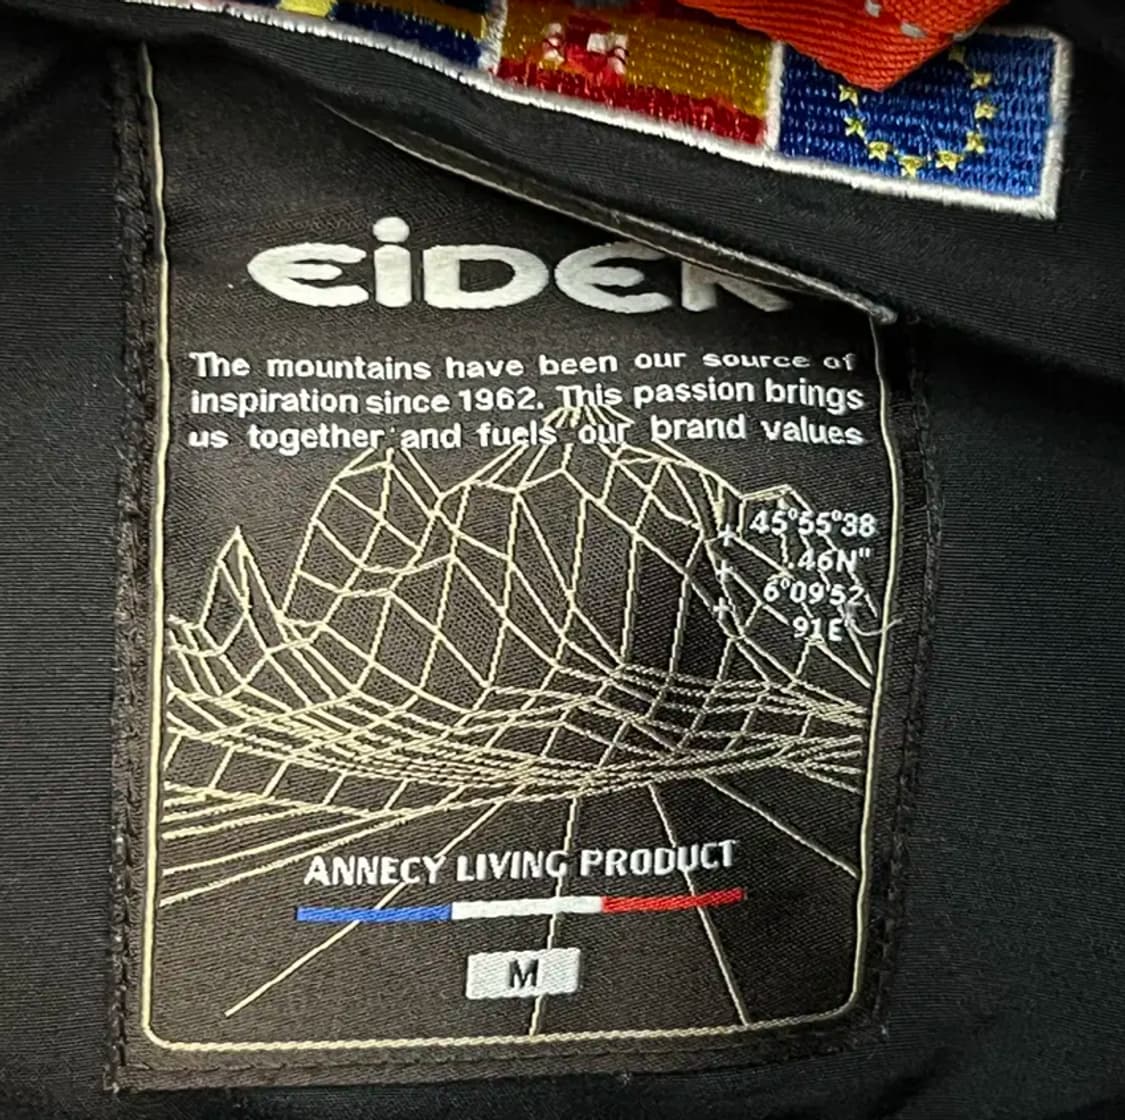 EiDER
The mountains have been our source of
inspiration since 1962. This passion brings
us together and fuels our brand values
45°55°38
.46N"
6°09'52
91E"
ANNECY LIVING PRODUCT
M